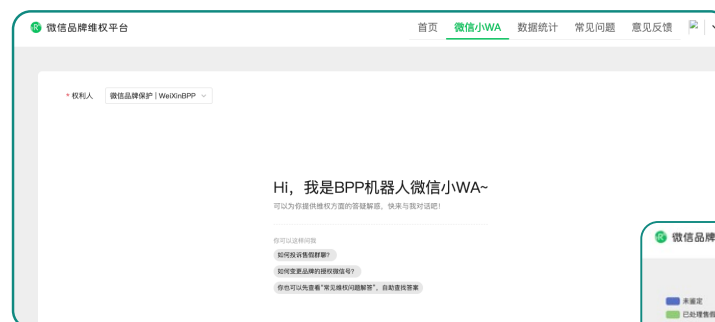 微信品牌维权平台
首页 微信小WA 数据统计 常见问题 意见反馈
* 权利人 微信品牌保护 | WeiXinBPP
Hi，我是BPP机器人微信小WA~
可以为你提供维权方面的答疑解惑，快来与我对话吧！
你可以这样问我
如何投诉售假群聊？
如何变更品牌的授权微信号？
你也可以先查看“常见维权问题解答”，自助查找答案
微信品牌
未鉴定
已处理售假